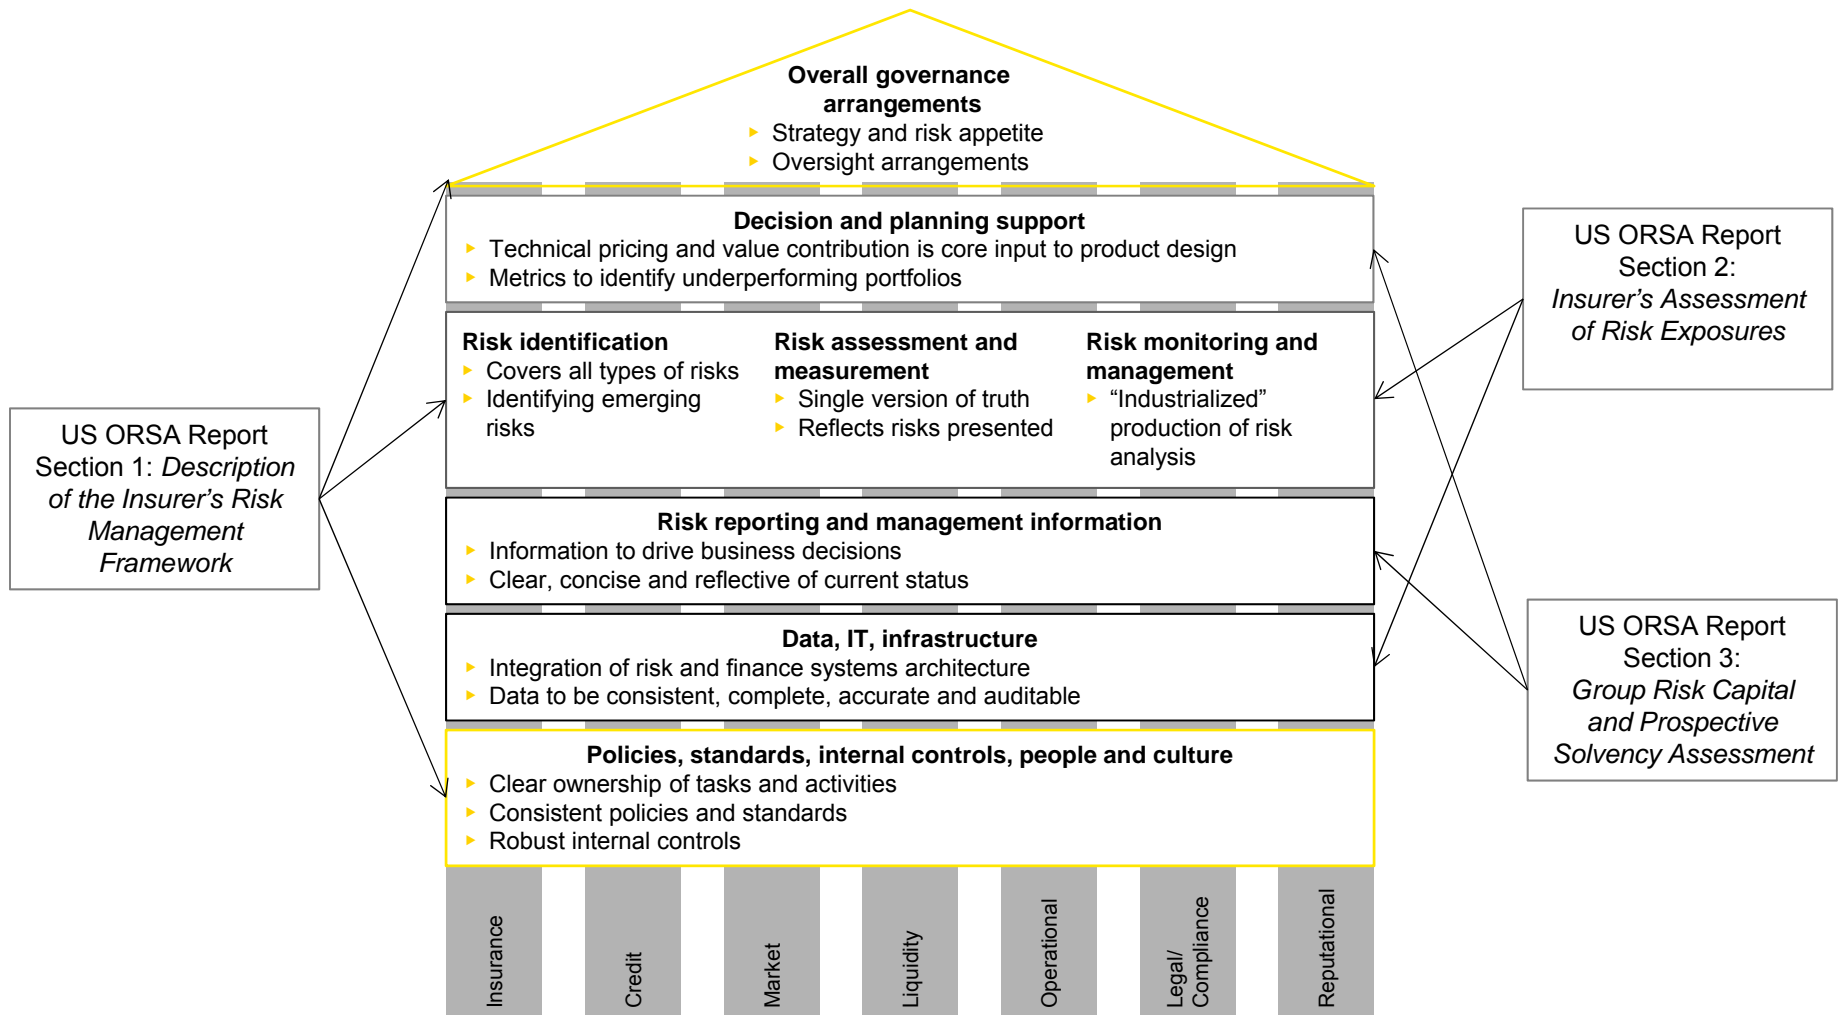 Overall governance
arrangements
Strategy and risk appetite
Oversight arrangements
Decision and planning support
Technical pricing and value contribution is core input to product design
Metrics to identify underperforming portfolios
Risk identification
Covers all types of risks
Identifying emerging
risks
Risk assessment and
measurement
Single version of truth
Reflects risks presented
Risk monitoring and
management
“Industrialized”
production of risk
analysis
Risk reporting and management information
Information to drive business decisions
Clear, concise and reflective of current status
Data, IT, infrastructure
Integration of risk and finance systems architecture
Data to be consistent, complete, accurate and auditable
Policies, standards, internal controls, people and culture
Clear ownership of tasks and activities
Consistent policies and standards
Robust internal controls
Insurance
Credit
Market
Liquidity
Operational
Legal/
Compliance
Reputational
US ORSA Report
Section 1: Description
of the Insurer’s Risk
Management
Framework
US ORSA Report
Section 2:
Insurer’s Assessment
of Risk Exposures
US ORSA Report
Section 3:
Group Risk Capital
and Prospective
Solvency Assessment